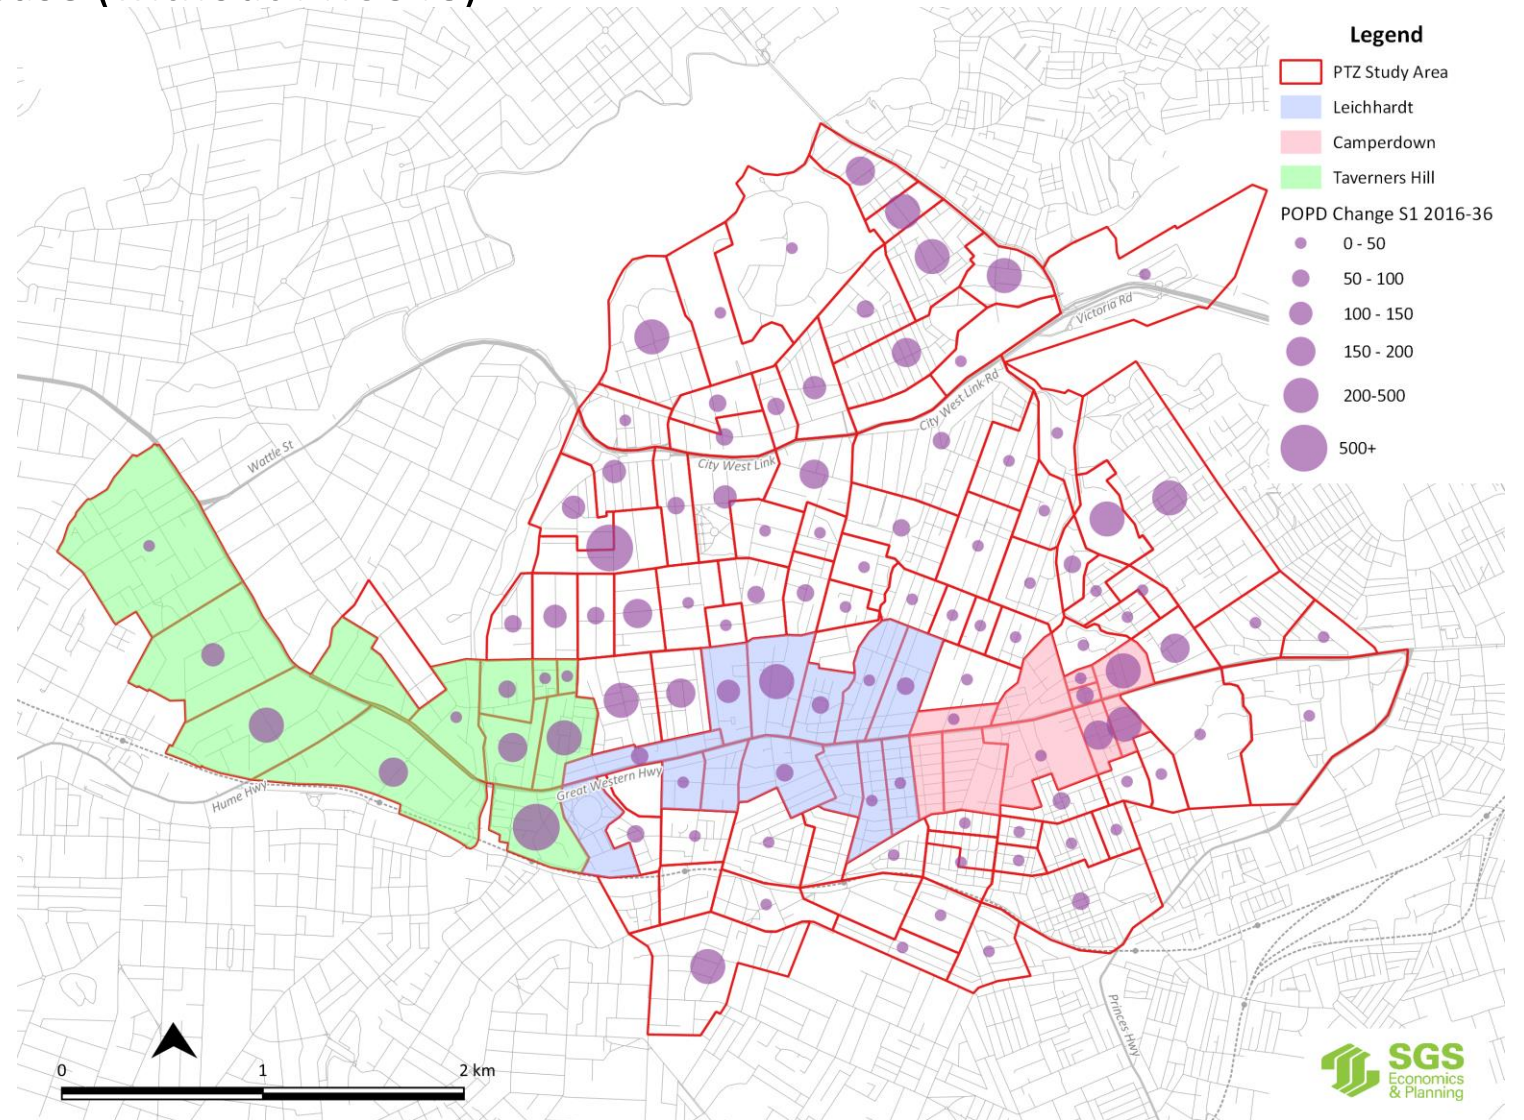 Legend
PTZ Study Area
Leichhardt
Camperdown
Taverners Hill
POPD Change S1 2016-36
0 - 50
50 - 100
100 - 150
150 - 200
200-500
500+
Victoria Rd
City West Link Rd
Wattle St
City West Link
Great Western Hwy
Hume Hwy
Princes Hwy
0 1 2 km
SGS
Economics
& Planning